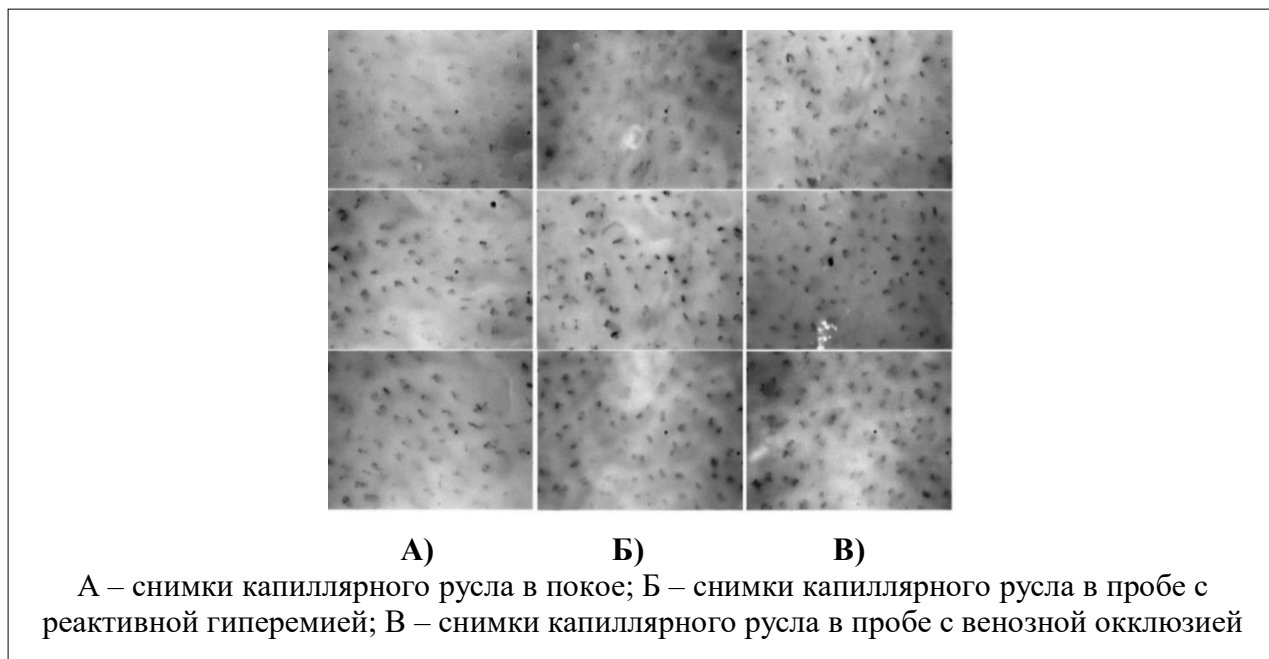 А) Б) В)
А – снимки капиллярного русла в покое; Б – снимки капиллярного русла в пробе с
реактивной гиперемией; В – снимки капиллярного русла в пробе с венозной окклюзией